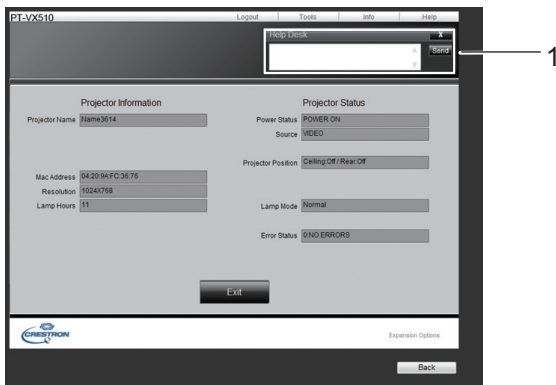 PT-VX510 Logout Tools Info Help
Help Desk X
Send
1
Projector Information Projector Status
Projector Name Name3614 Power Status POWER ON
Source VIDEO
Projector Position Ceiling:Off / Rear:Off
Mac Address 04:20:9A:FC:36:76
Resolution 1024X768
Lamp Hours 11 Lamp Mode Normal
Error Status 0:NO ERRORS
Exit
CRESTRON Expansion Options
Back